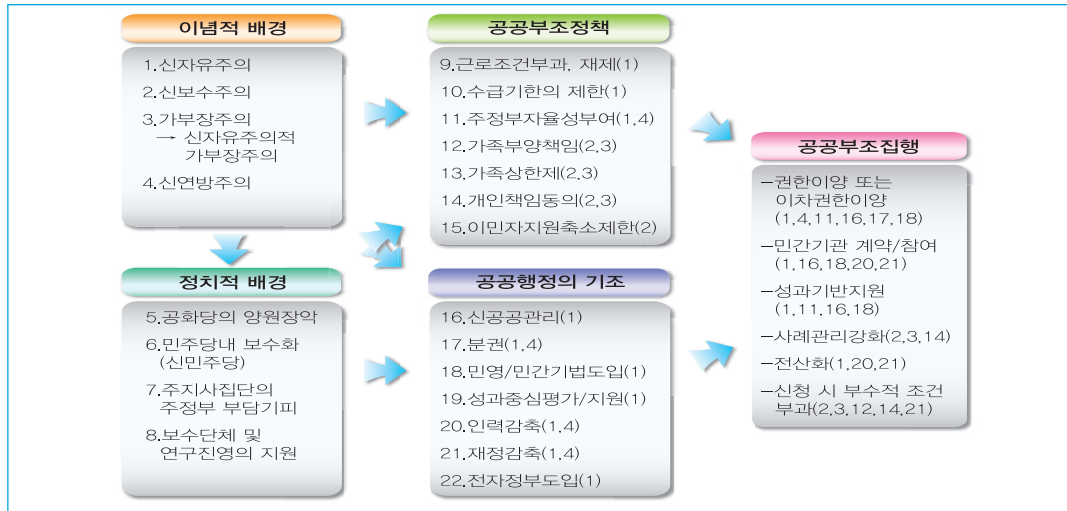 이념적 배경
1.신자유주의
2.신보수주의
3.가부장주의
→ 신자유주의적
가부장주의
4.신연방주의
정치적 배경
5.공화당의 양원장악
6.민주당내 보수화
(신민주당)
7.주지사집단의
주정부 부담기피
8.보수단체 및
연구진영의 지원
공공부조정책
9.근로조건부과, 재제(1)
10.수급기한의 제한(1)
11.주정부자율성부여(1,4)
12.가족부양책임(2,3)
13.가족상한제(2,3)
14.개인책임동의(2,3)
15.이민자지원축소제한(2)
공공행정의 기조
16.신공공관리(1)
17.분권(1,4)
18.민영/민간기법도입(1)
19.성과중심평가/지원(1)
20.인력감축(1,4)
21.재정감축(1,4)
22.전자정부도입(1)
공공부조집행
–권한이양 또는
이차권한이양
(1,4,11,16,17,18)
–민간기관 계약/참여
(1,16,18,20,21)
–성과기반지원
(1,11,16,18)
–사례관리강화(2,3,14)
–전산화(1,20,21)
–신청 시 부수적 조건
부과(2,3,12,14,21)